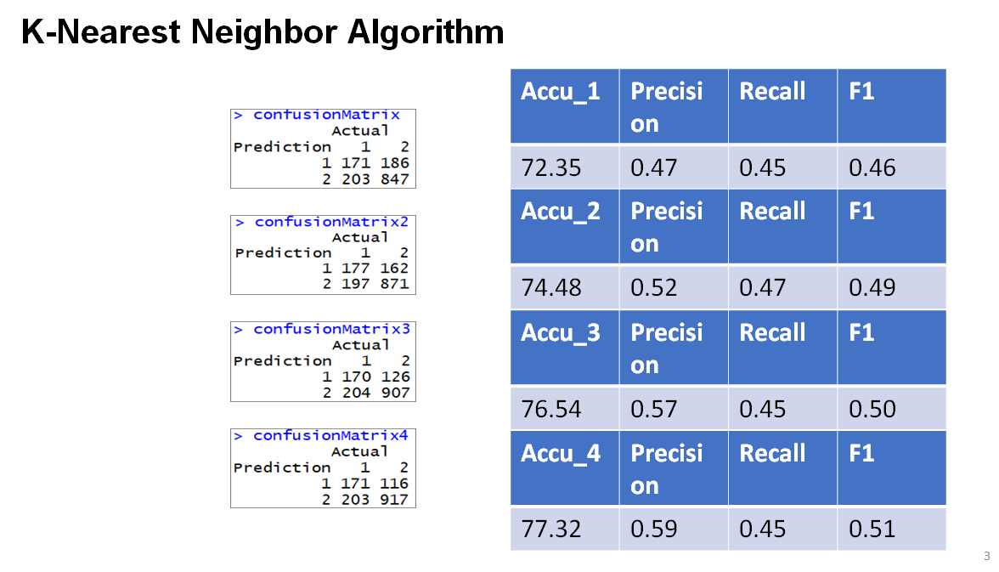 K-Nearest Neighbor Algorithm
> confusionMatrix
Actual
Prediction 1 2
1 171 186
2 203 847
> confusionMatrix2
Actual
Prediction 1 2
1 177 162
2 197 871
> confusionMatrix3
Actual
Prediction 1 2
1 170 126
2 204 907
> confusionMatrix4
Actual
Prediction 1 2
1 171 116
2 203 917
Accu_1 Precisi Recall F1
on
72.35 0.47 0.45 0.46
Accu_2 Precisi Recall F1
on
74.48 0.52 0.47 0.49
Accu_3 Precisi Recall F1
on
76.54 0.57 0.45 0.50
Accu_4 Precisi Recall F1
on
77.32 0.59 0.45 0.51
3